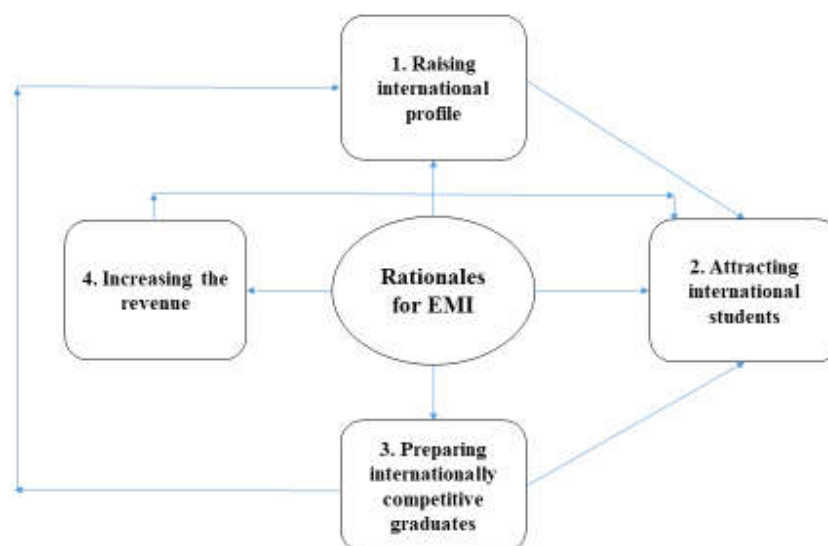 1. Raising
international
profile
4. Increasing the
revenue
Rationales
for EMI
2. Attracting
international
students
3. Preparing
internationally
competitive
graduates